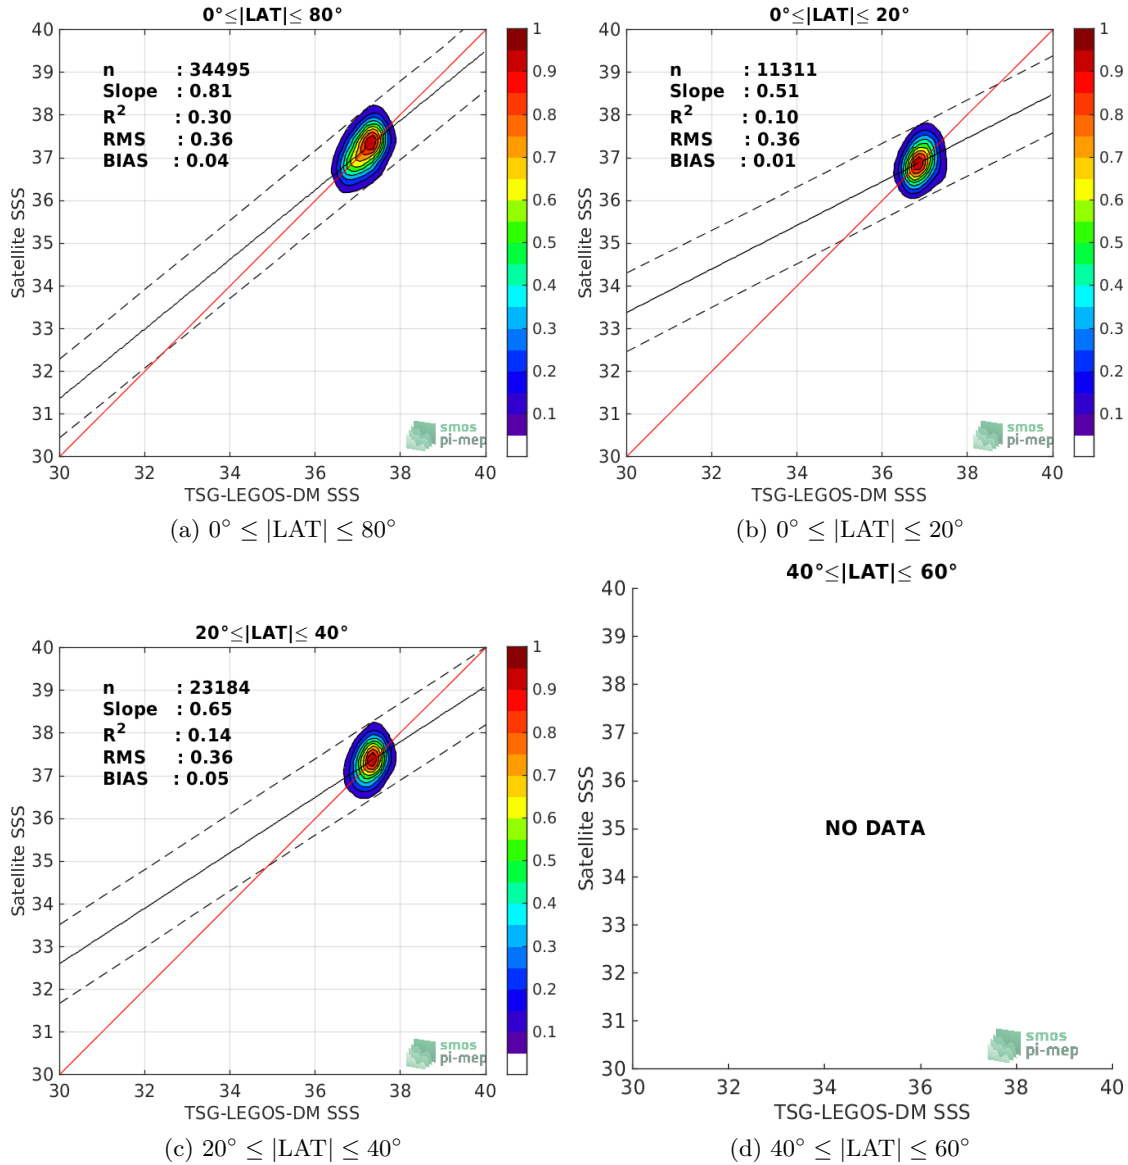 0°≤|LAT|≤ 80°
n : 34495
Slope : 0.81
R² : 0.30
RMS : 0.36
BIAS : 0.04
40
39
38
37
36
35
34
33
32
31
30
Satellite SSS
30 32 34 36 38 40
TSG-LEGOS-DM SSS
1
0.9
0.8
0.7
0.6
0.5
0.4
0.3
0.2
0.1
smos
pi-mep
(a) 0° ≤ |LAT| ≤ 80°
0°≤|LAT|≤ 20°
n : 11311
Slope : 0.51
R² : 0.10
RMS : 0.36
BIAS : 0.01
40
39
38
37
36
35
34
33
32
31
30
Satellite SSS
30 32 34 36 38 40
TSG-LEGOS-DM SSS
1
0.9
0.8
0.7
0.6
0.5
0.4
0.3
0.2
0.1
smos
pi-mep
(b) 0° ≤ |LAT| ≤ 20°
20°≤|LAT|≤ 40°
n : 23184
Slope : 0.65
R² : 0.14
RMS : 0.36
BIAS : 0.05
40
39
38
37
36
35
34
33
32
31
30
Satellite SSS
30 32 34 36 38 40
TSG-LEGOS-DM SSS
1
0.9
0.8
0.7
0.6
0.5
0.4
0.3
0.2
0.1
smos
pi-mep
(c) 20° ≤ |LAT| ≤ 40°
40°≤|LAT|≤ 60°
40
39
38
37
36
35
34
33
32
31
30
Satellite SSS
NO DATA
30 32 34 36 38 40
TSG-LEGOS-DM SSS
smos
pi-mep
(d) 40° ≤ |LAT| ≤ 60°